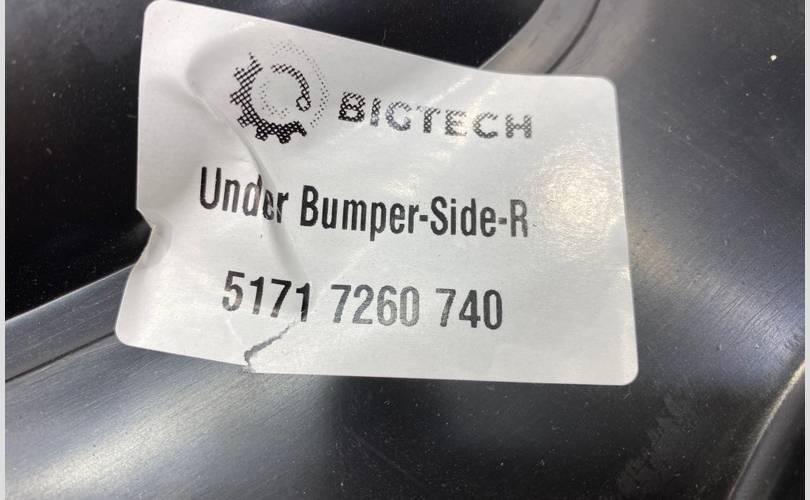 BIGTECH
Under Bumper-Side-R
5171 7260 740